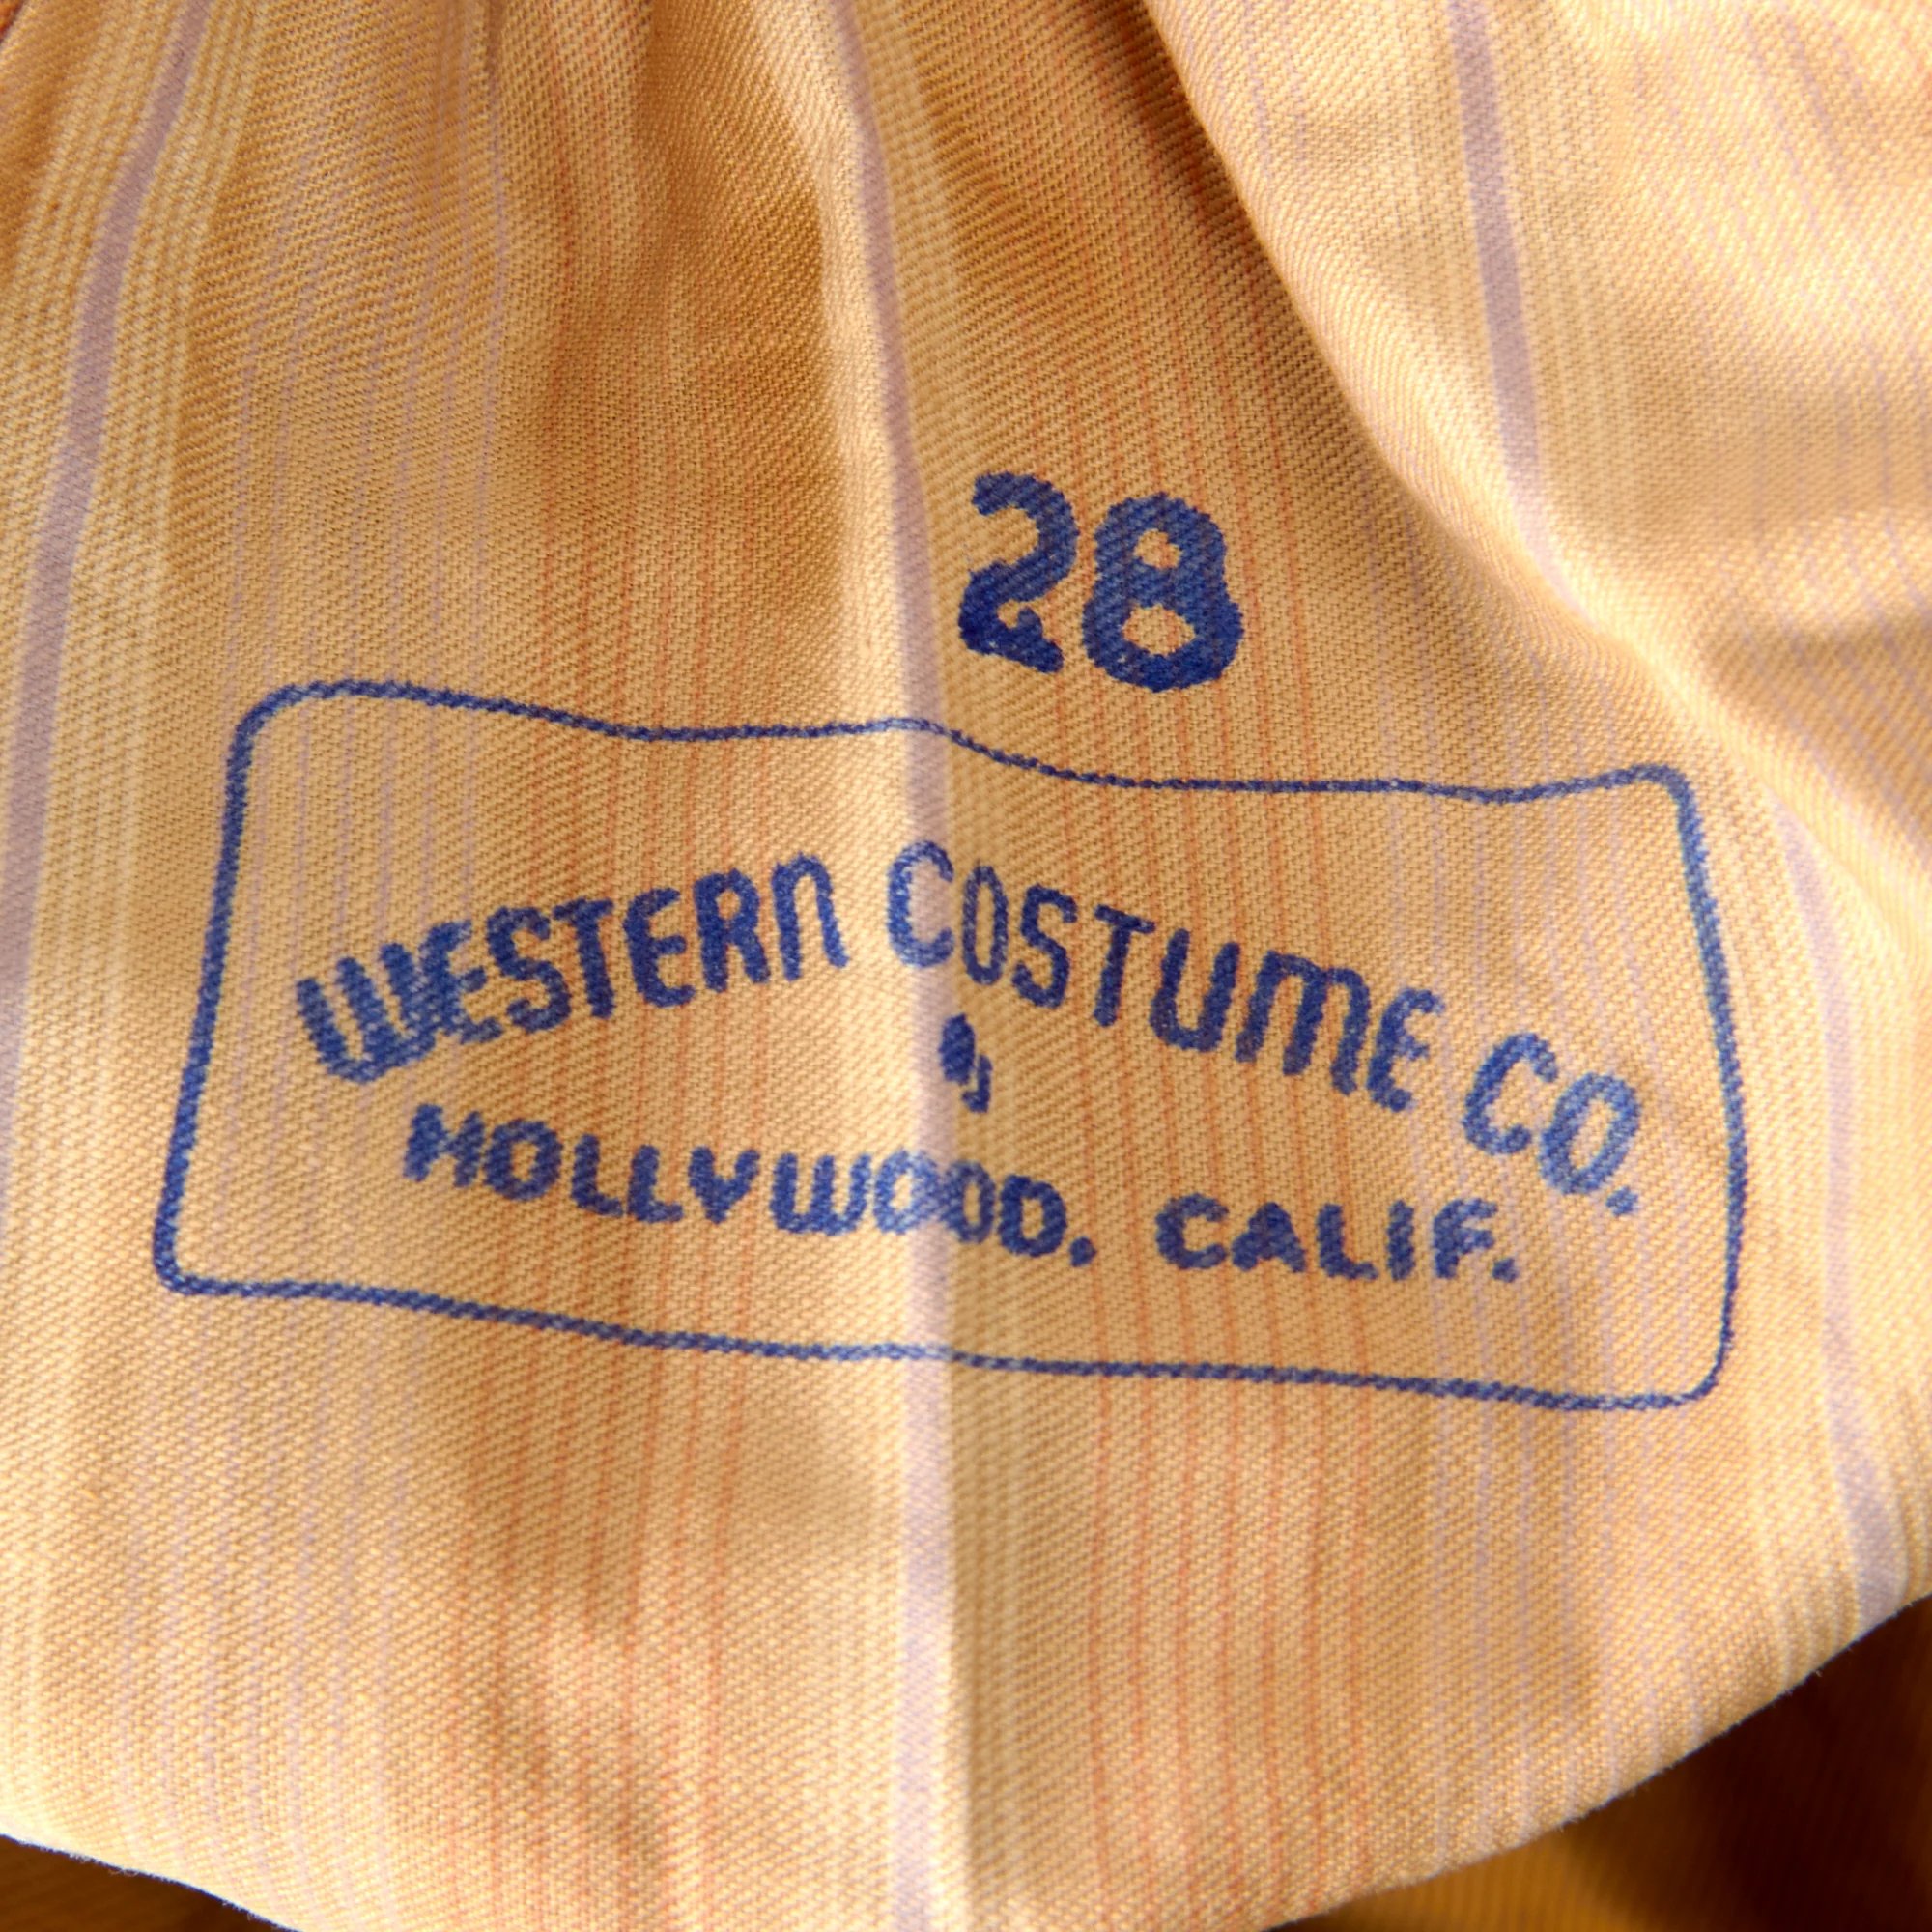 28
WESTERN COSTUME CO.
HOLLYWOOD, CALIF.